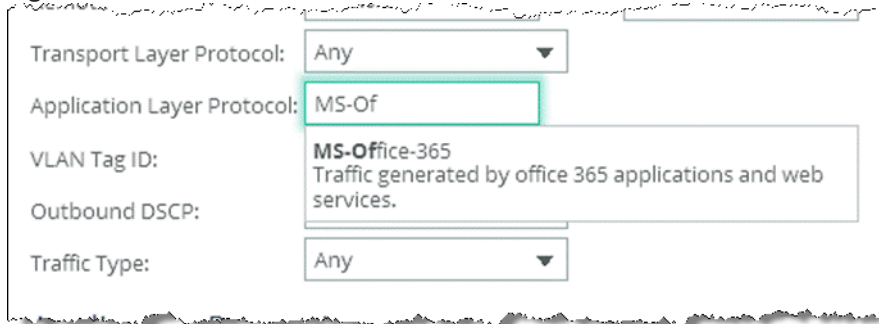 Transport Layer Protocol: Any
Application Layer Protocol: MS-Of
MS-Office-365
VLAN Tag ID:
Traffic generated by office 365 applications and web
services.
Outbound DSCP:
Traffic Type: Any